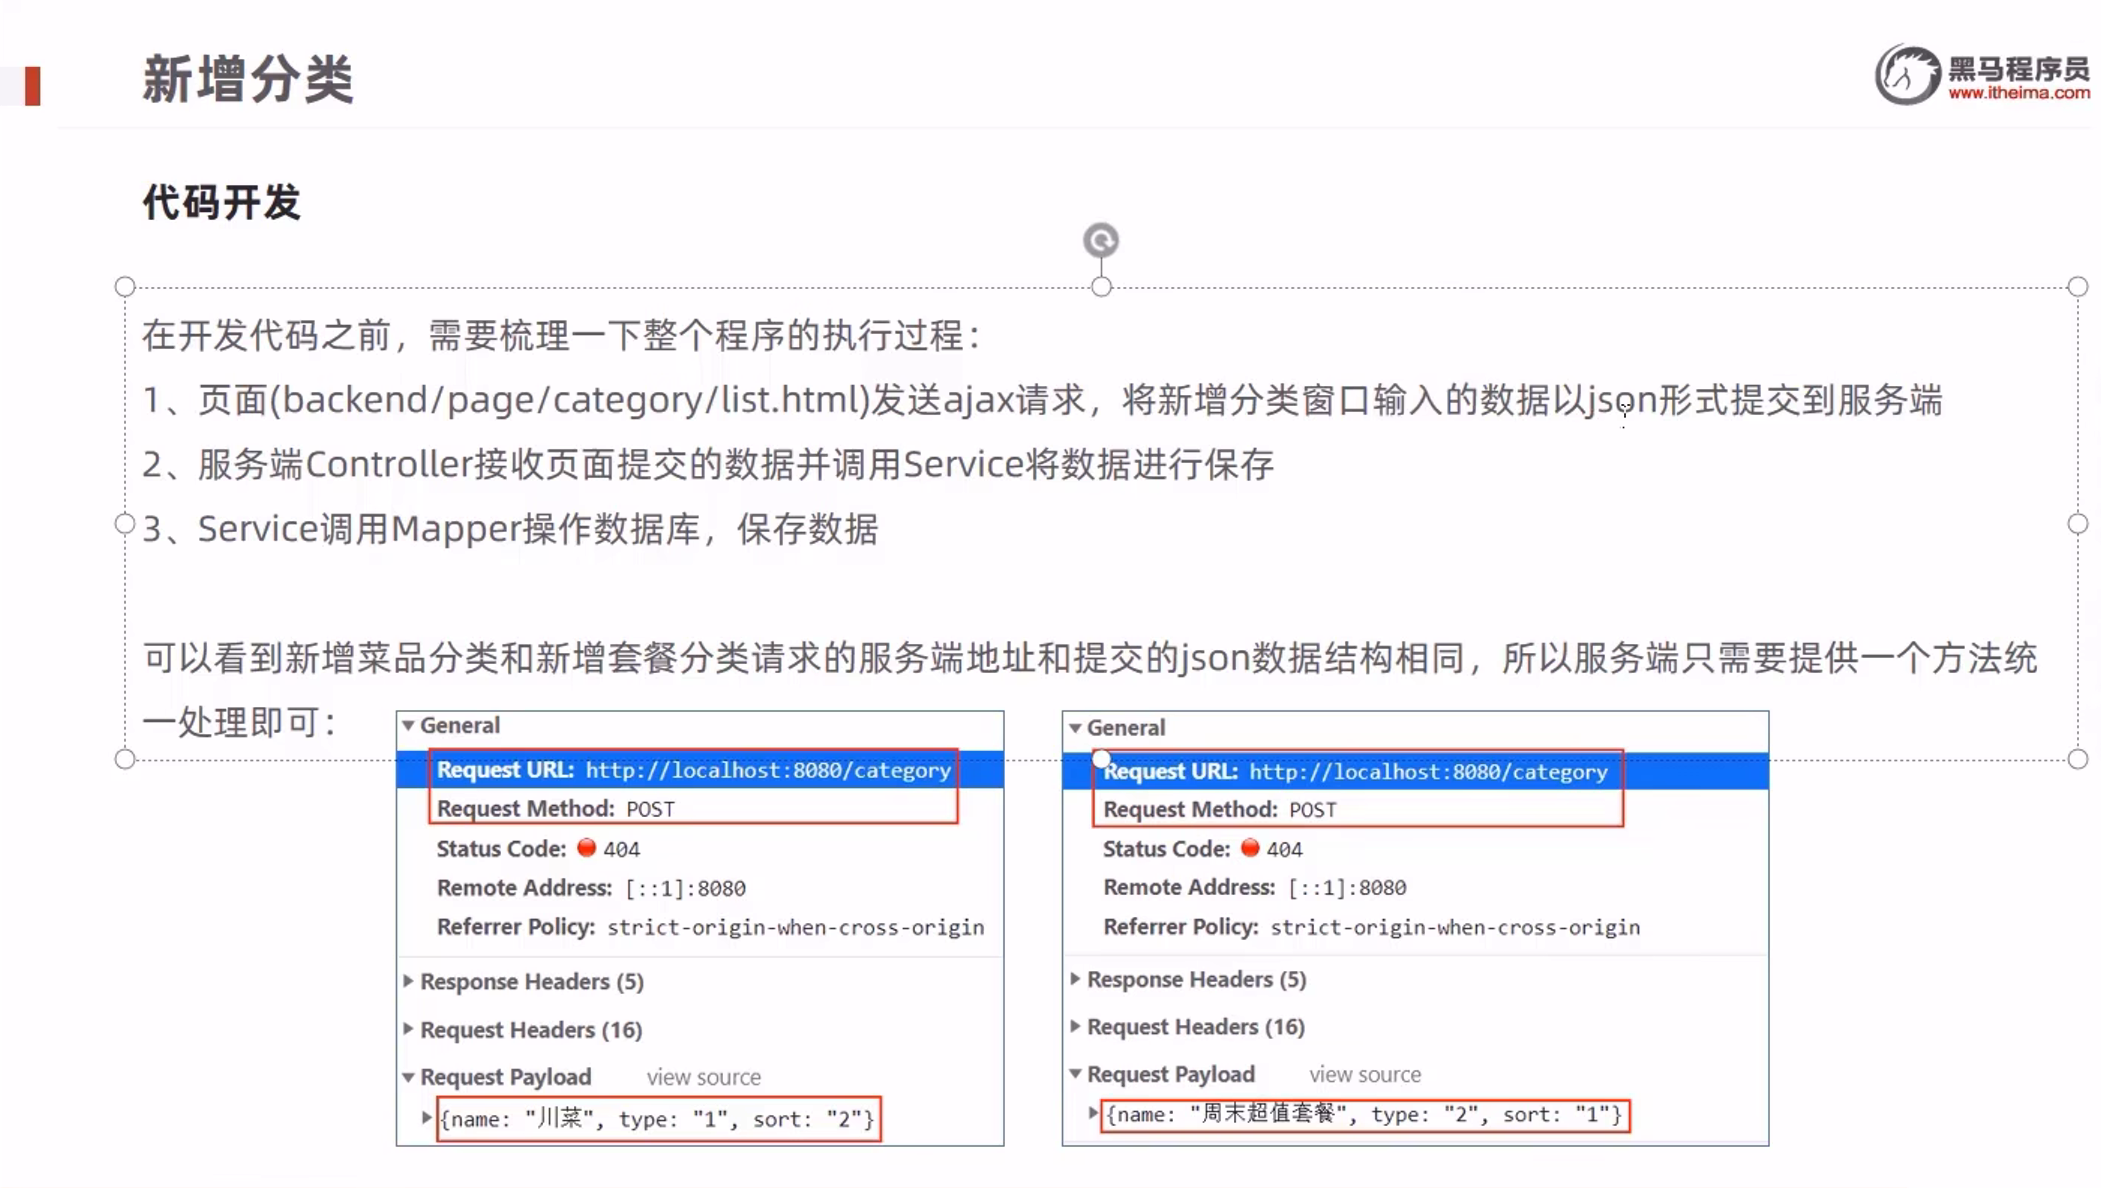 新增分类
黑马程序员
www.itheima.com
代码开发
在开发代码之前，需要梳理一下整个程序的执行过程：
1、页面(backend/page/category/list.html)发送ajax请求，将新增分类窗口输入的数据以json形式提交到服务端
2、服务端Controller接收页面提交的数据并调用Service将数据进行保存
3、Service调用Mapper操作数据库，保存数据
可以看到新增菜品分类和新增套餐分类请求的服务端地址和提交的json数据结构相同，所以服务端只需要提供一个方法统
一处理即可：
General
Request URL: http://localhost:8080/category
Request Method: POST
Status Code: 404
Remote Address: [::1]:8080
Referrer Policy: strict-origin-when-cross-origin
Response Headers (5)
Request Headers (16)
Request Payload view source
{name: "川菜", type: "1", sort: "2"}
General
Request URL: http://localhost:8080/category
Request Method: POST
Status Code: 404
Remote Address: [::1]:8080
Referrer Policy: strict-origin-when-cross-origin
Response Headers (5)
Request Headers (16)
Request Payload view source
{name: "周末超值套餐", type: "2", sort: "1"}